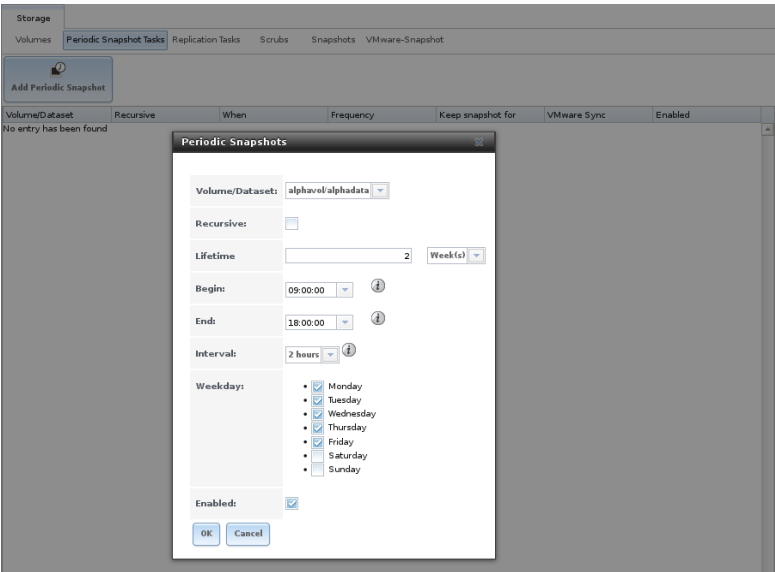 Storage
Volumes Periodic Snapshot Tasks Replication Tasks Scrubs Snapshots VMware-Snapshot
Add Periodic Snapshot
Volume/Dataset Recursive When Frequency Keep snapshot for VMware Sync Enabled
No entry has been found
Periodic Snapshots
Volume/Dataset: alphavol/alphadata
Recursive:
Lifetime 2 Week(s)
Begin: 09:00:00
End: 18:00:00
Interval: 2 hours
Weekday:
Monday
Tuesday
Wednesday
Thursday
Friday
Saturday
Sunday
Enabled:
OK Cancel